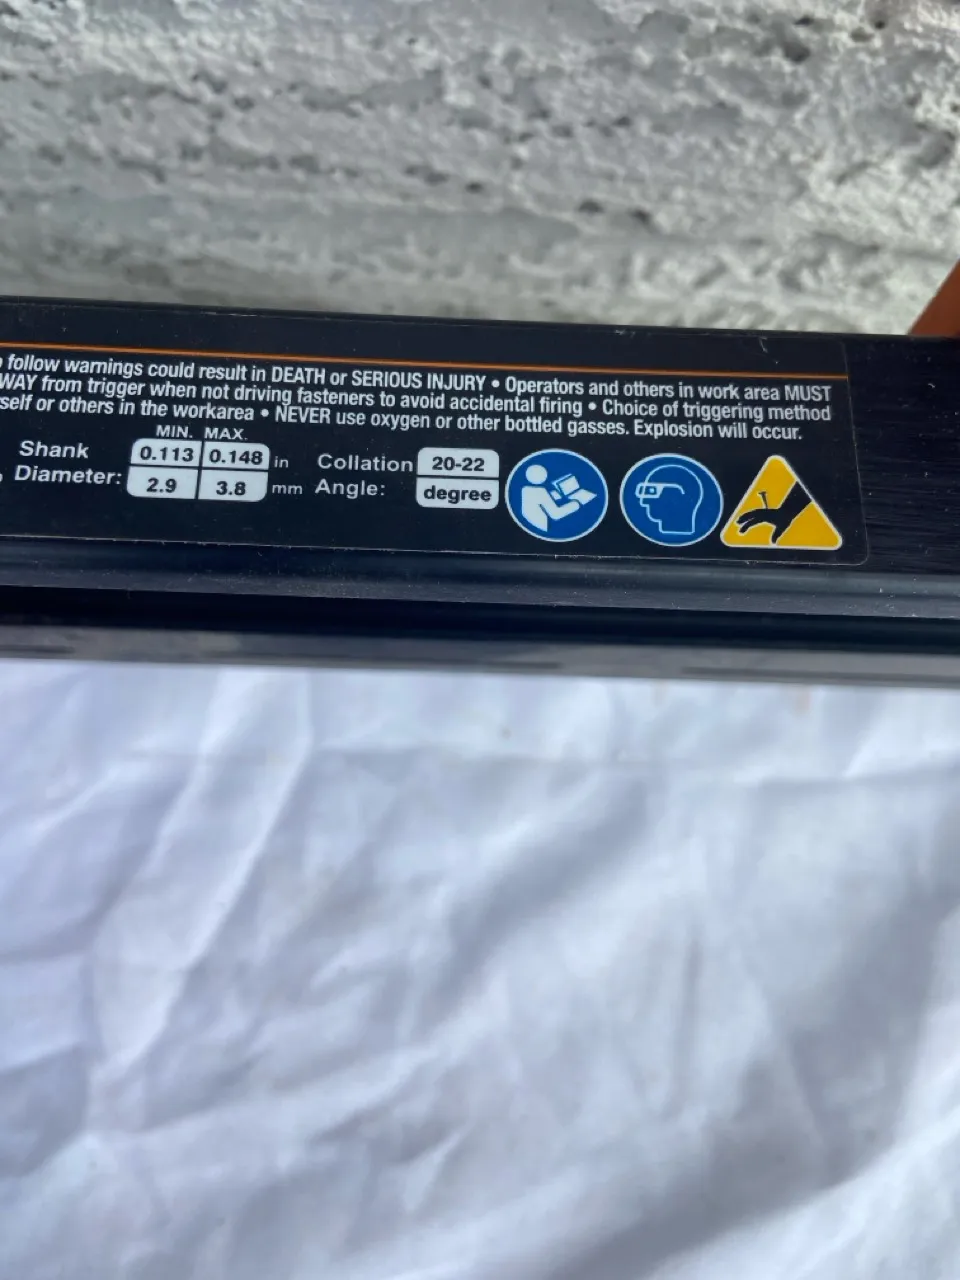 follow warnings could result in DEATH or SERIOUS INJURY • Operators and others in work area MUST
WAY from trigger when not driving fasteners to avoid accidental firing • Choice of triggering method
self or others in the workarea • NEVER use oxygen or other bottled gasses. Explosion will occur.
MIN. MAX.
Shank Diameter: 0.113 0.148 in
2.9 3.8 mm
Collation Angle: 20-22 degree